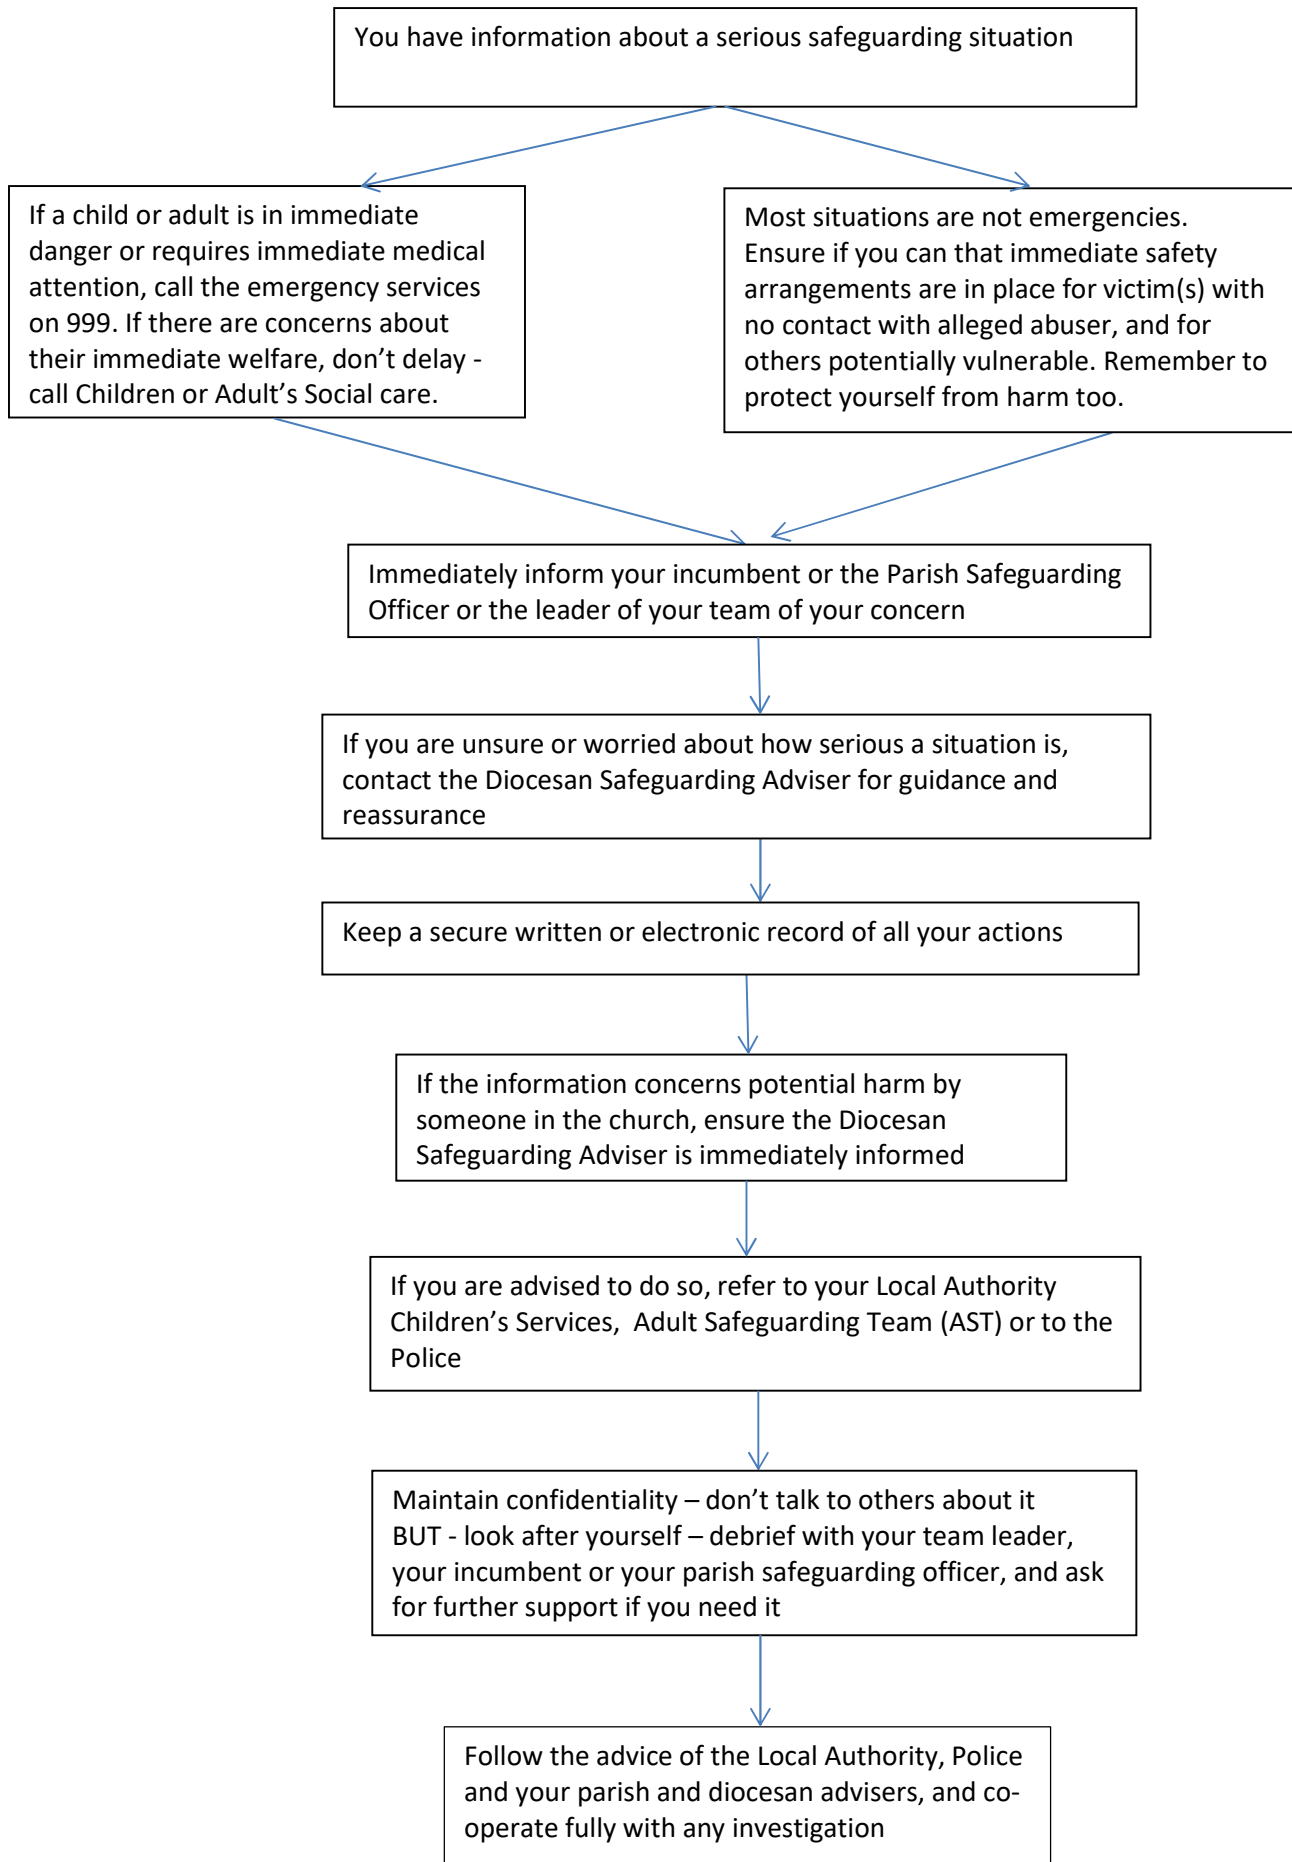 You have information about a serious safeguarding situation
If a child or adult is in immediate
danger or requires immediate medical
attention, call the emergency services
on 999. If there are concerns about
their immediate welfare, don’t delay -
call Children or Adult’s Social care.
Most situations are not emergencies.
Ensure if you can that immediate safety
arrangements are in place for victim(s) with
no contact with alleged abuser, and for
others potentially vulnerable. Remember to
protect yourself from harm too.
Immediately inform your incumbent or the Parish Safeguarding
Officer or the leader of your team of your concern
If you are unsure or worried about how serious a situation is,
contact the Diocesan Safeguarding Adviser for guidance and
reassurance
Keep a secure written or electronic record of all your actions
If the information concerns potential harm by
someone in the church, ensure the Diocesan
Safeguarding Adviser is immediately informed
If you are advised to do so, refer to your Local Authority
Children’s Services,  Adult Safeguarding Team (AST) or to the
Police
Maintain confidentiality – don’t talk to others about it
BUT - look after yourself – debrief with your team leader,
your incumbent or your parish safeguarding officer, and ask
for further support if you need it
Follow the advice of the Local Authority, Police
and your parish and diocesan advisers, and co-
operate fully with any investigation